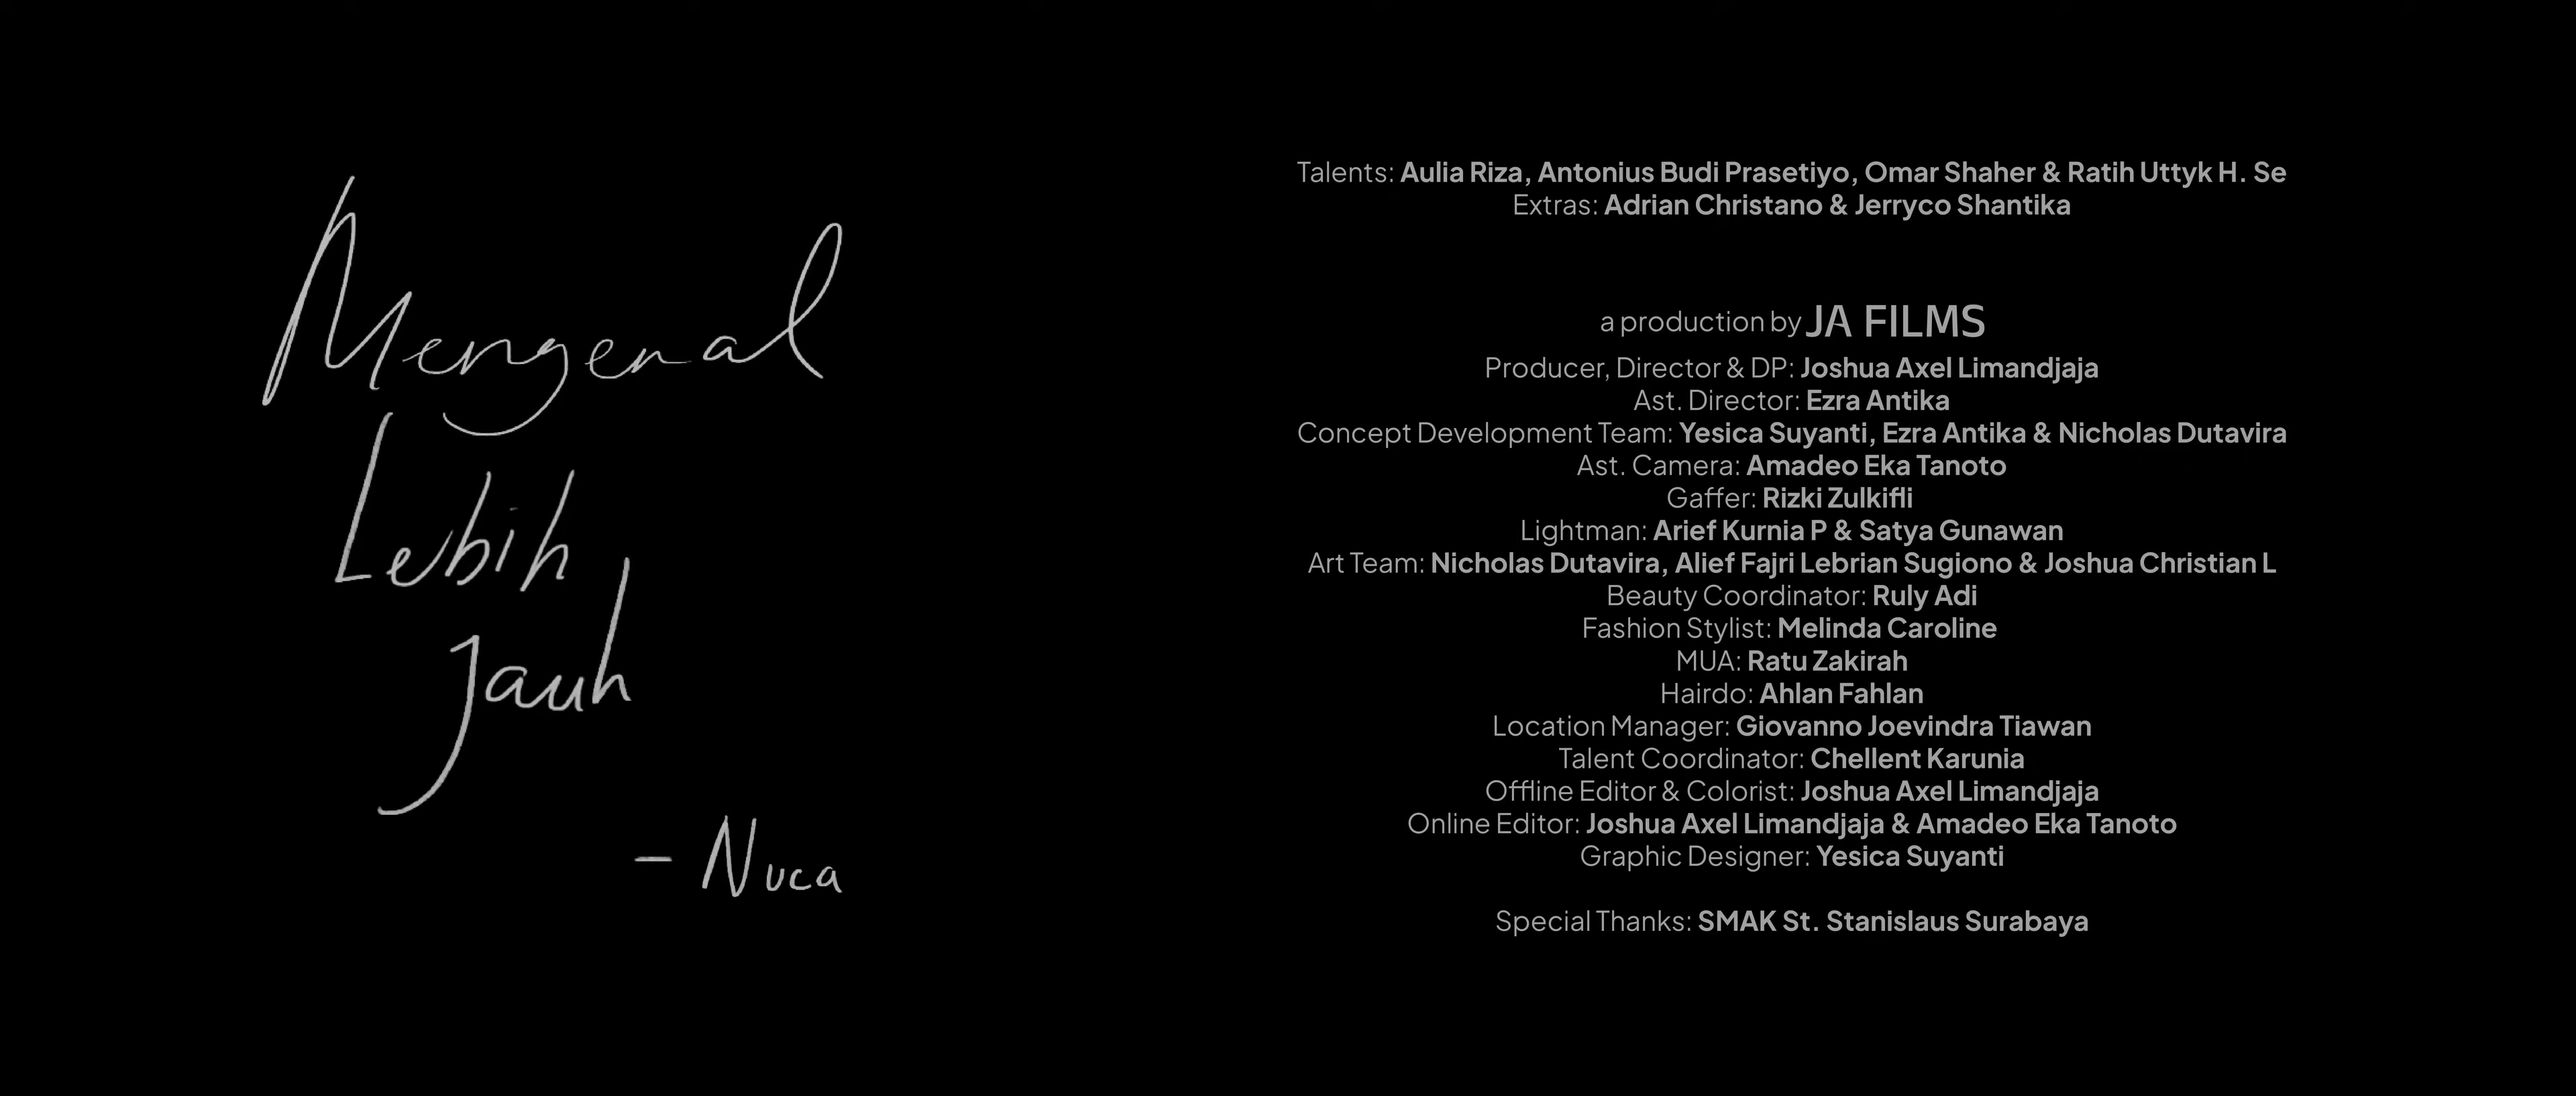 Mengenal
Lebih
Jauh
- Nuca
Talents: Aulia Riza, Antonius Budi Prasetiyo, Omar Shaher & Ratih Uttyk H. Se
Extras: Adrian Christano & Jerryco Shantika
a production by JA FILMS
Producer, Director & DP: Joshua Axel Limandjaja
Ast. Director: Ezra Antika
Concept Development Team: Yesica Suyanti, Ezra Antika & Nicholas Dutavira
Ast. Camera: Amadeo Eka Tanoto
Gaffer: Rizki Zulkifli
Lightman: Arief Kurnia P & Satya Gunawan
Art Team: Nicholas Dutavira, Alief Fajri Lebrian Sugiono & Joshua Christian L
Beauty Coordinator: Ruly Adi
Fashion Stylist: Melinda Caroline
MUA: Ratu Zakirah
Hairdo: Ahlan Fahlan
Location Manager: Giovanno Joevindra Tiawan
Talent Coordinator: Chellent Karunia
Offline Editor & Colorist: Joshua Axel Limandjaja
Online Editor: Joshua Axel Limandjaja & Amadeo Eka Tanoto
Graphic Designer: Yesica Suyanti
Special Thanks: SMAK St. Stanislaus Surabaya